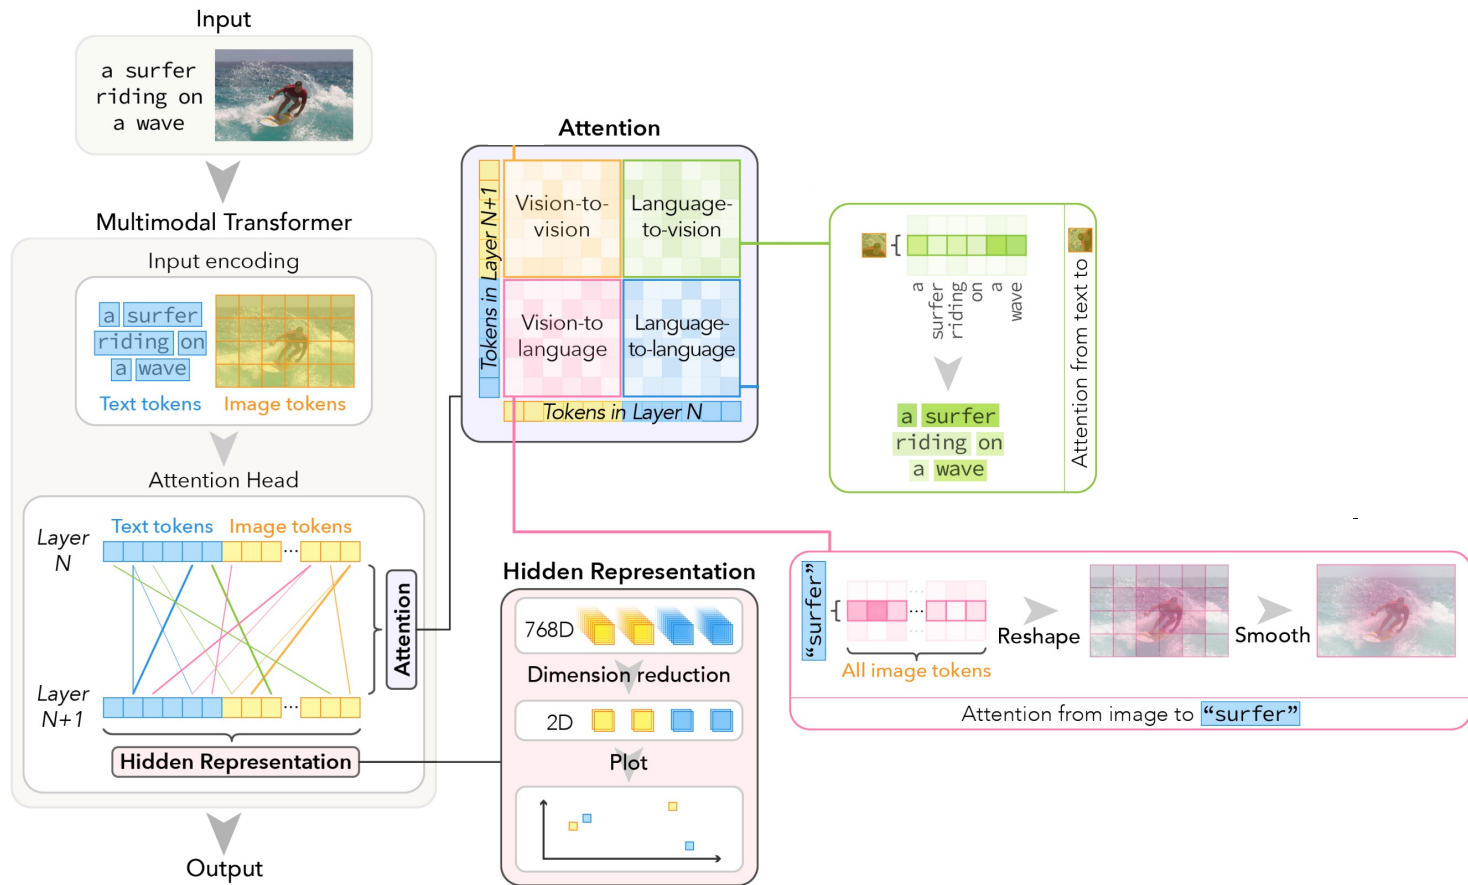 Input
a surfer
riding on
a wave
Multimodal Transformer
Input encoding
a surfer
riding on
a wave
Text tokens
Image tokens
Attention Head
Layer
N
Text tokens
Image tokens
...
Layer
N+1
...
Attention
Hidden Representation
Output
Attention
Tokens in Layer N+1
Vision-to-
vision
Language-
to-vision
Vision-to
language
Language-
to-language
Tokens in Layer N
a
surfer
riding
on
a
wave
a surfer
riding on
a wave
Attention from text to
Hidden Representation
768D
Dimension reduction
2D
Plot
“surfer”
...
...
...
All image tokens
Reshape
Smooth
Attention from image to “surfer”